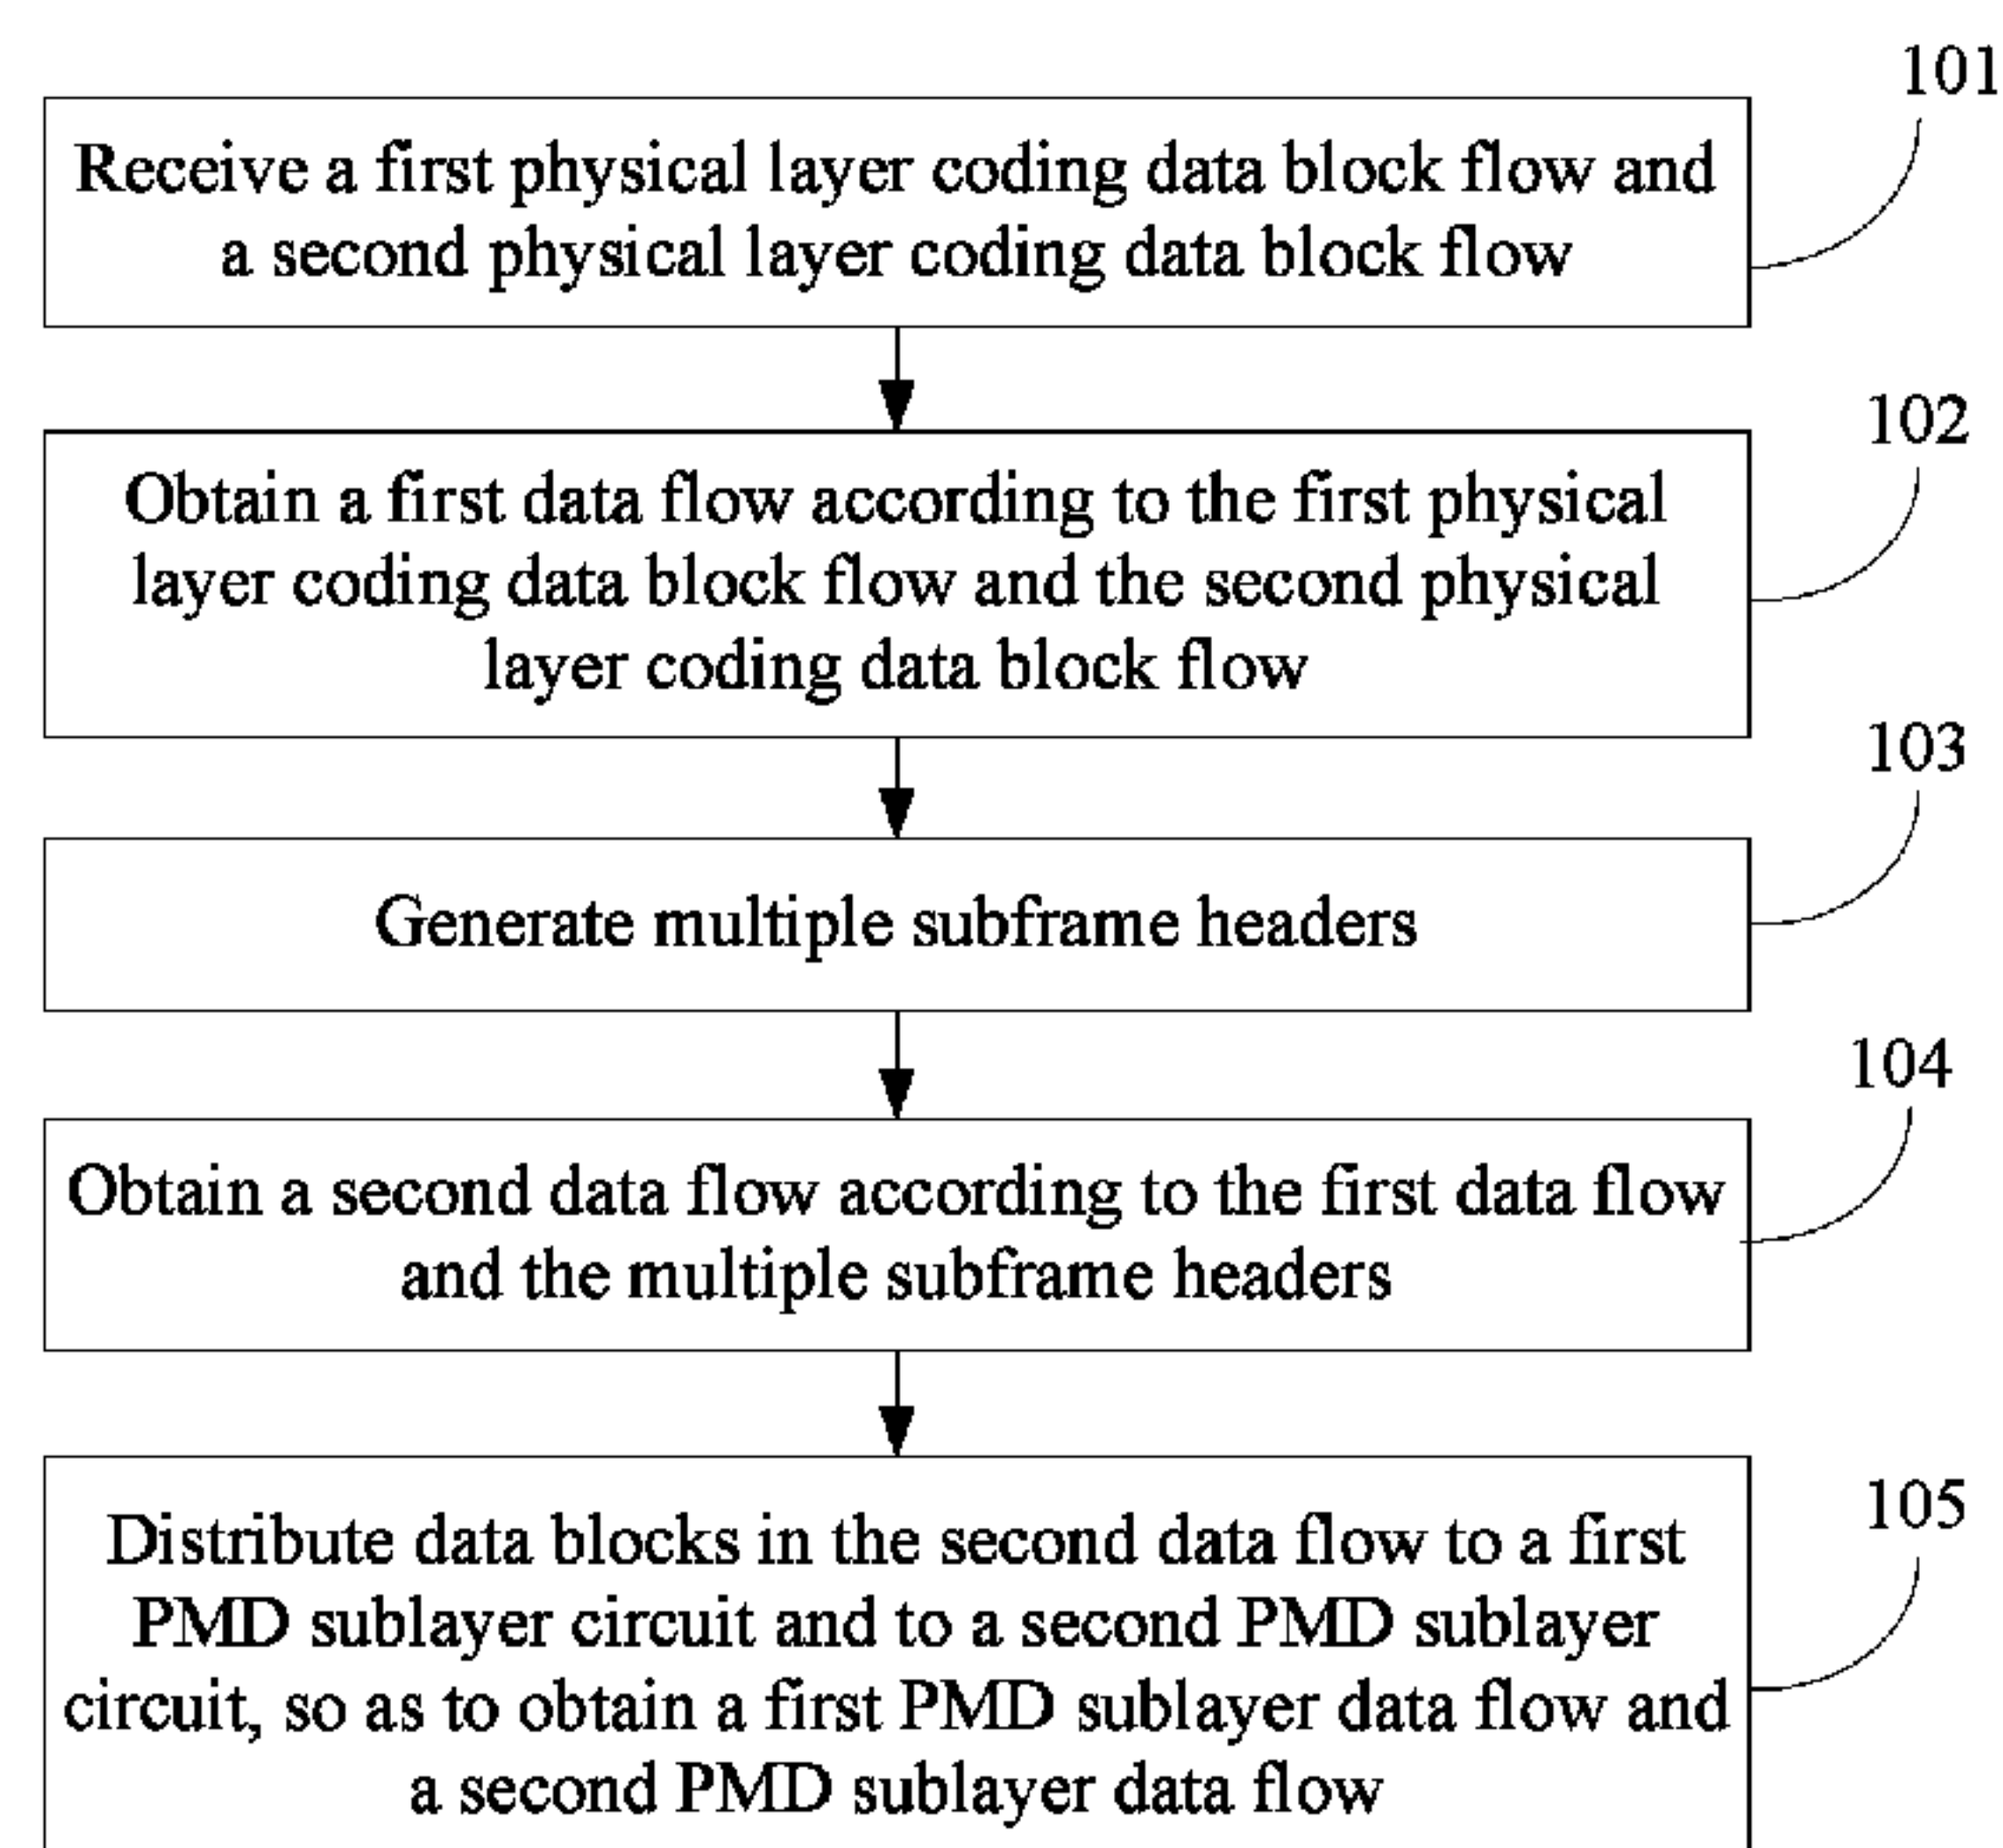 101
Receive a first physical layer coding data block flow and
a second physical layer coding data block flow
102
Obtain a first data flow according to the first physical
layer coding data block flow and the second physical
layer coding data block flow
103
Generate multiple subframe headers
104
Obtain a second data flow according to the first data flow
and the multiple subframe headers
105
Distribute data blocks in the second data flow to a first
PMD sublayer circuit and to a second PMD sublayer
circuit, so as to obtain a first PMD sublayer data flow and
a second PMD sublayer data flow